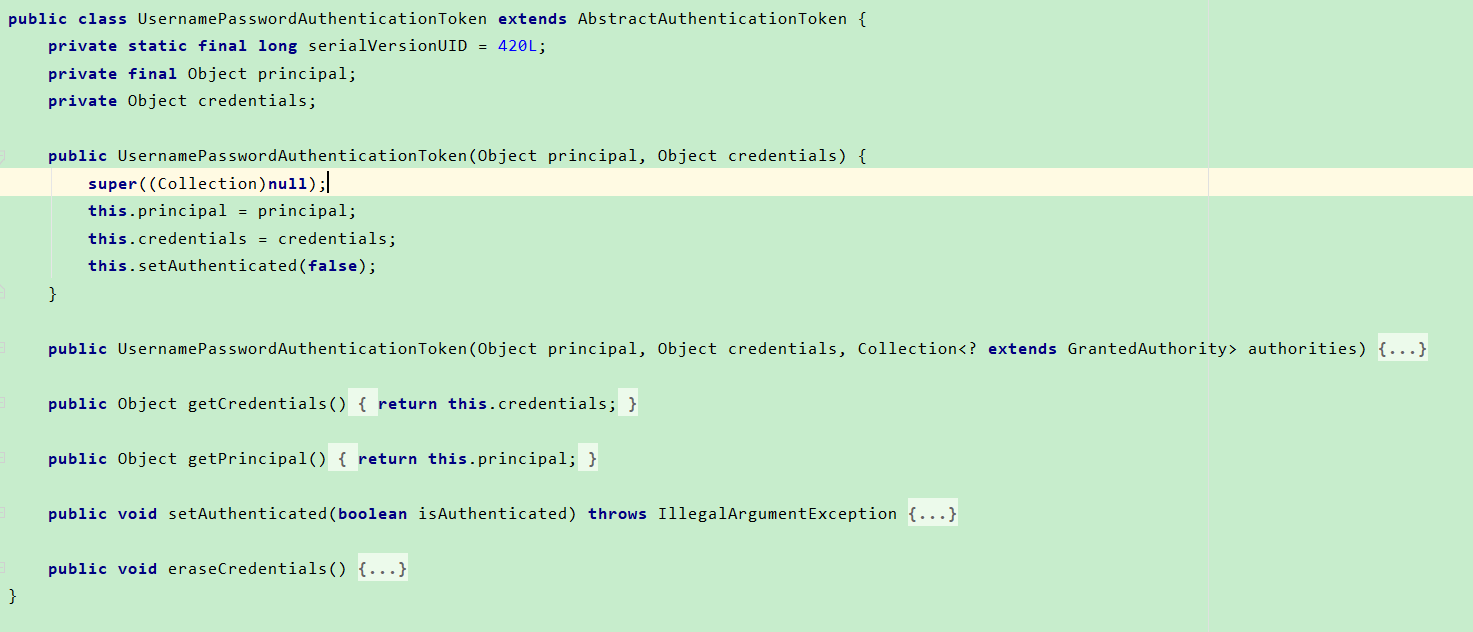 public class UsernamePasswordAuthenticationToken extends AbstractAuthenticationToken {
    private static final long serialVersionUID = 420L;
    private final Object principal;
    private Object credentials;

    public UsernamePasswordAuthenticationToken(Object principal, Object credentials) {
        super((Collection)null);
        this.principal = principal;
        this.credentials = credentials;
        this.setAuthenticated(false);
    }

    public UsernamePasswordAuthenticationToken(Object principal, Object credentials, Collection<? extends GrantedAuthority> authorities) {...}

    public Object getCredentials() { return this.credentials; }

    public Object getPrincipal() { return this.principal; }

    public void setAuthenticated(boolean isAuthenticated) throws IllegalArgumentException {...}

    public void eraseCredentials() {...}
}